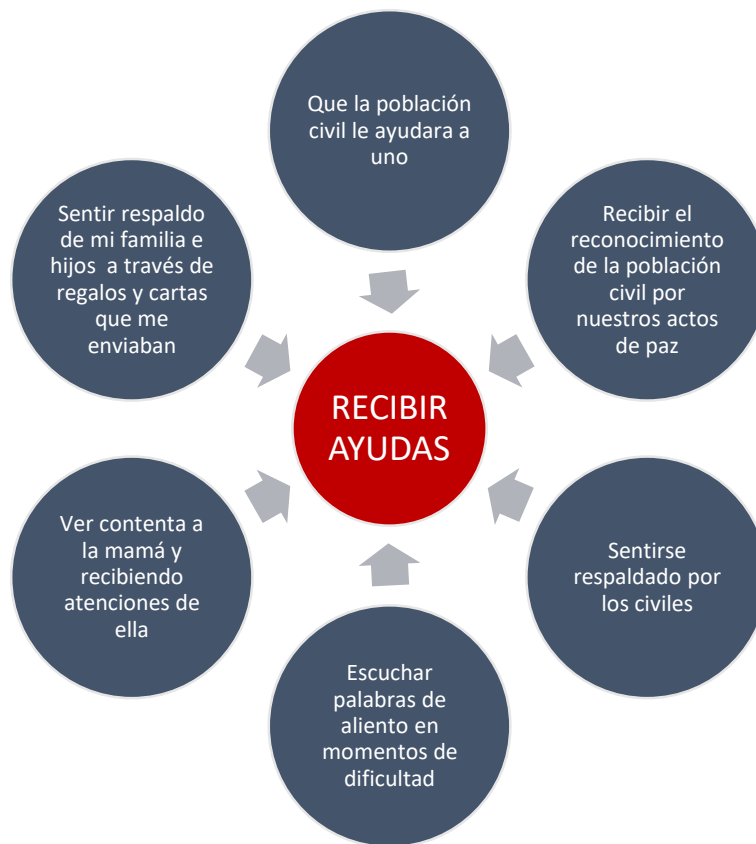 Que la población
civil le ayudara a
uno
Recibir el
reconocimiento
de la población
civil por
nuestros actos
de paz
Sentirse
respaldado por
los civiles
Escuchar
palabras de
aliento en
momentos de
dificultad
Ver contenta a
la mamá y
recibiendo
atenciones de
ella
Sentir respaldo
de mi familia e
hijos a través de
regalos y cartas
que me
enviaban
RECIBIR
AYUDAS